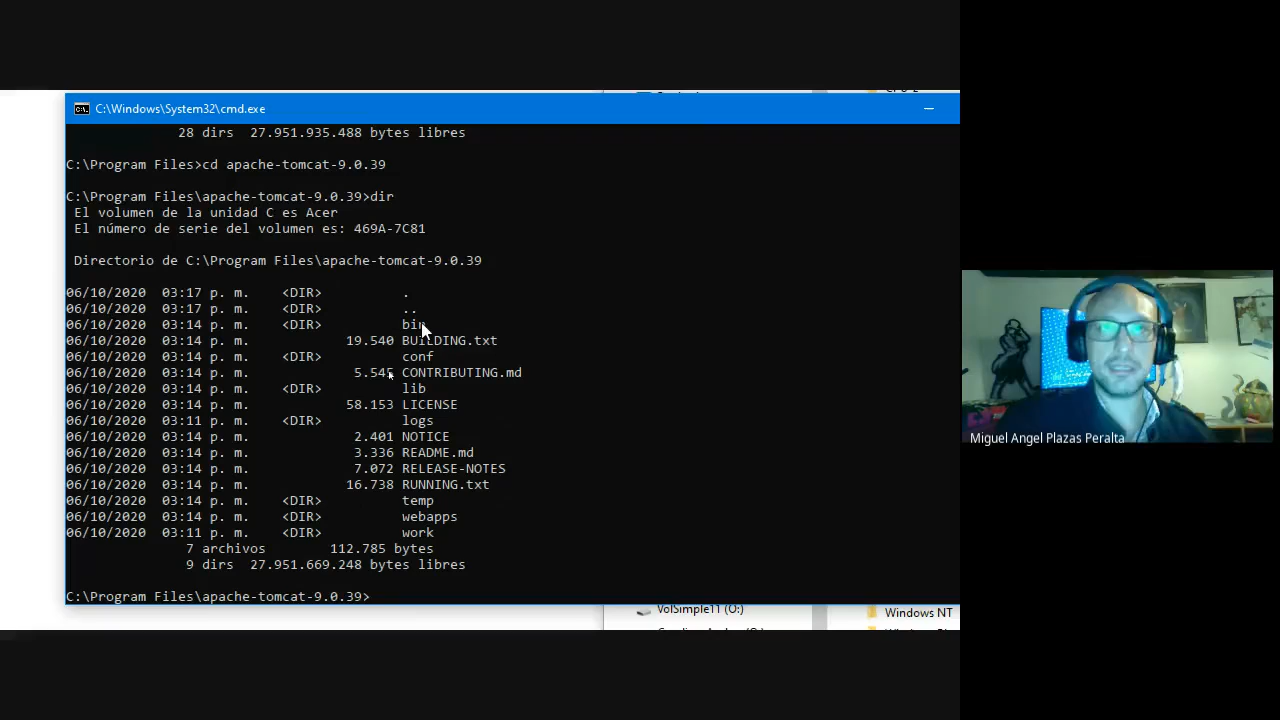 C:\Windows\System32\cmd.exe
28 dirs  27.951.935.488 bytes libres
C:\Program Files>cd apache-tomcat-9.0.39
C:\Program Files\apache-tomcat-9.0.39>dir
El volumen de la unidad C es Acer
El número de serie del volumen es: 469A-7C81
Directorio de C:\Program Files\apache-tomcat-9.0.39
06/10/2020  03:17 p. m.    <DIR>          .
06/10/2020  03:17 p. m.    <DIR>          ..
06/10/2020  03:14 p. m.    <DIR>          bin
06/10/2020  03:14 p. m.            19.540 BUILDING.txt
06/10/2020  03:14 p. m.    <DIR>          conf
06/10/2020  03:14 p. m.             5.545 CONTRIBUTING.md
06/10/2020  03:14 p. m.    <DIR>          lib
06/10/2020  03:14 p. m.            58.153 LICENSE
06/10/2020  03:11 p. m.    <DIR>          logs
06/10/2020  03:14 p. m.             2.401 NOTICE
06/10/2020  03:14 p. m.             3.336 README.md
06/10/2020  03:14 p. m.             7.072 RELEASE-NOTES
06/10/2020  03:14 p. m.            16.738 RUNNING.txt
06/10/2020  03:14 p. m.    <DIR>          temp
06/10/2020  03:14 p. m.    <DIR>          webapps
06/10/2020  03:11 p. m.    <DIR>          work
7 archivos        112.785 bytes
9 dirs  27.951.669.248 bytes libres
C:\Program Files\apache-tomcat-9.0.39>
VolSimple11 (O:)
Windows NT
Miguel Angel Plazas Peralta